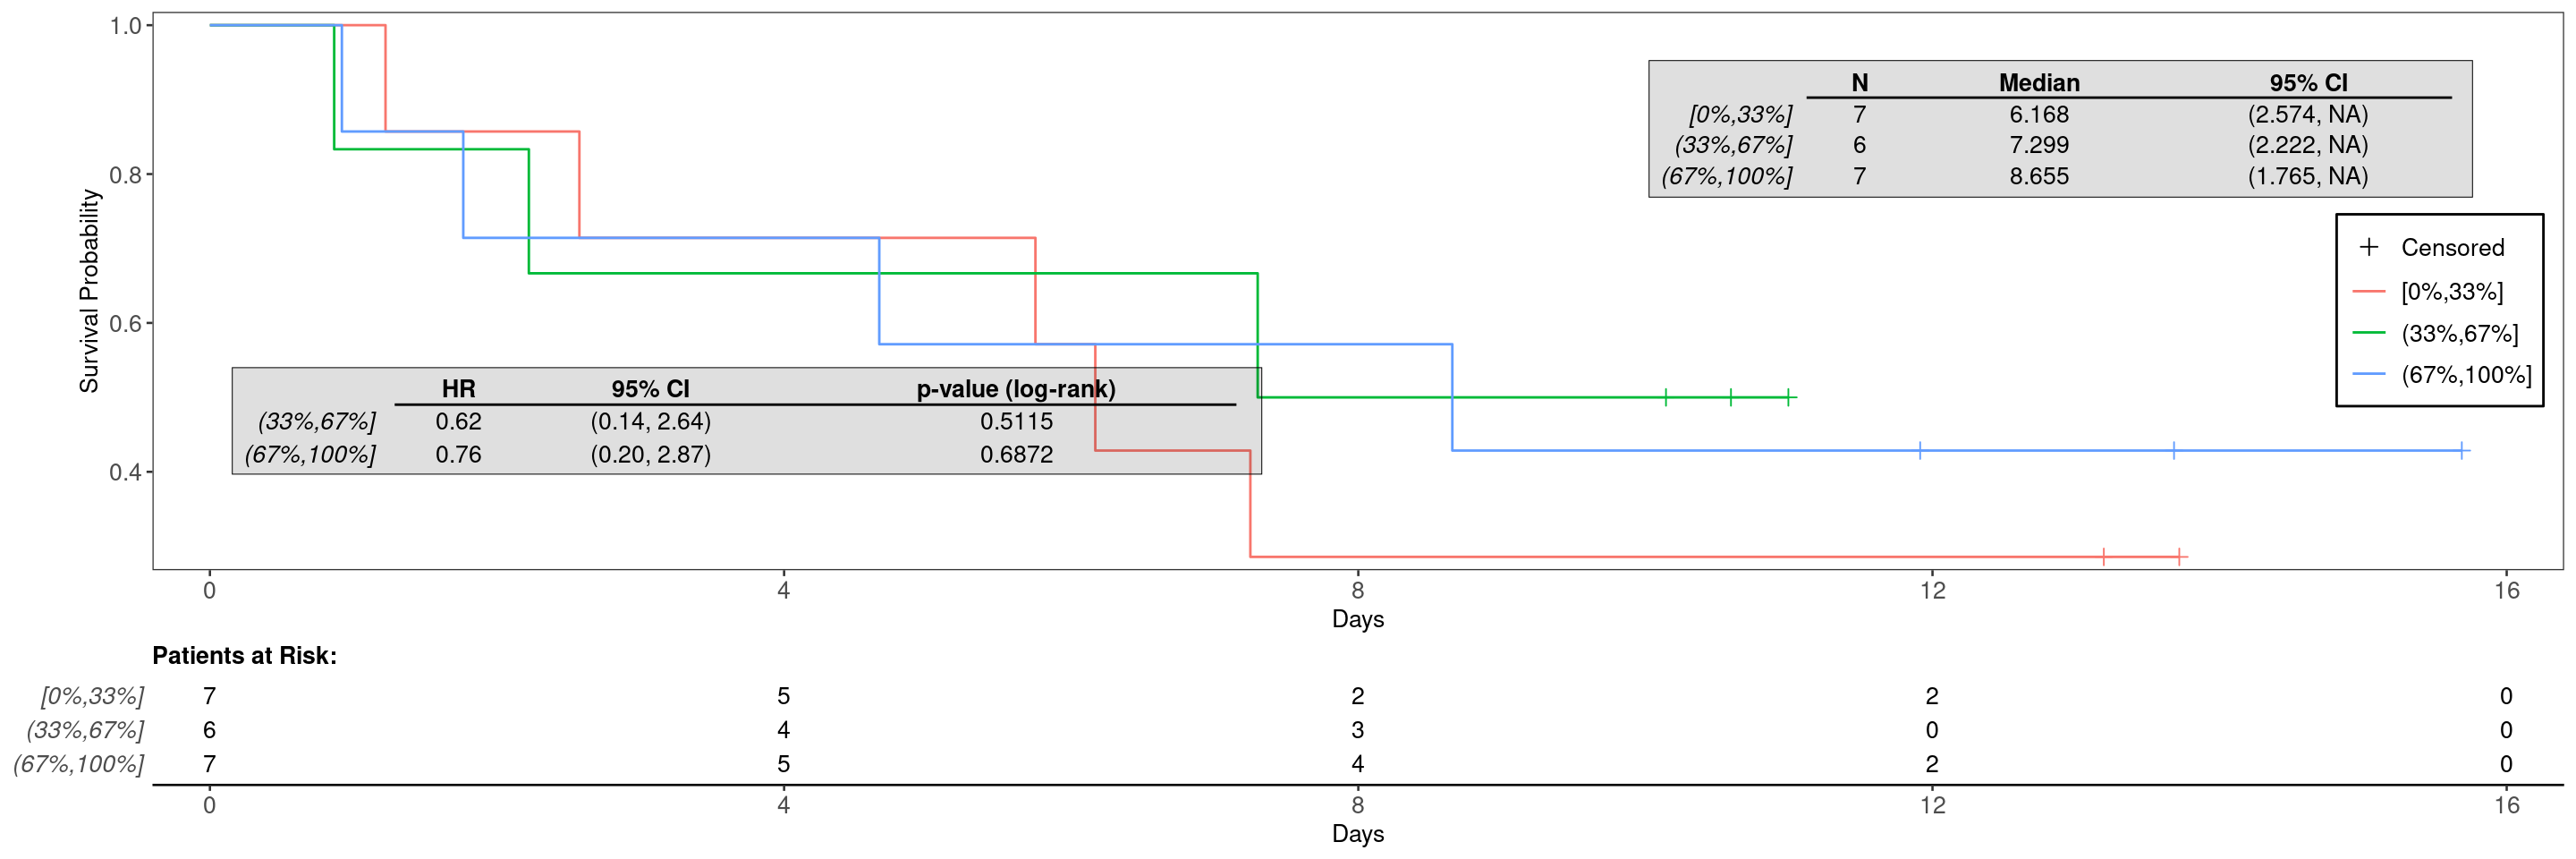 1.0
0.8
0.6
0.4
Survival Probability
N Median 95% CI
[0%,33%] 7 6.168 (2.574, NA)
(33%,67%] 6 7.299 (2.222, NA)
(67%,100%] 7 8.655 (1.765, NA)
Censored
[0%,33%]
(33%,67%]
(67%,100%]
HR 95% CI p-value (log-rank)
(33%,67%] 0.62 (0.14, 2.64) 0.5115
(67%,100%] 0.76 (0.20, 2.87) 0.6872
0 4 8 12 16
Days
Patients at Risk:
[0%,33%] 7 5 2 2 0
(33%,67%] 6 4 3 0 0
(67%,100%] 7 5 4 2 0
0 4 8 12 16
Days